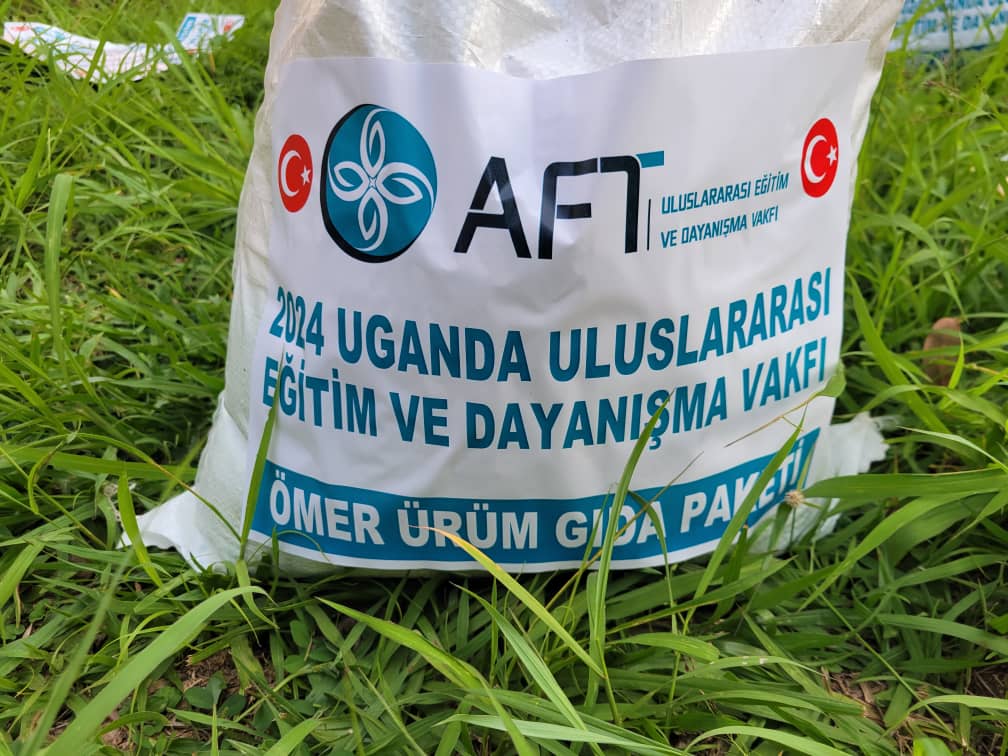 AFT
ULUSLARARASI EĞİTİM
VE DAYANIŞMA VAKFI
2024 UGANDA ULUSLARARASI
EĞİTİM VE DAYANIŞMA VAKFI
ÖMER ÜRÜM GIDA PAKETİ